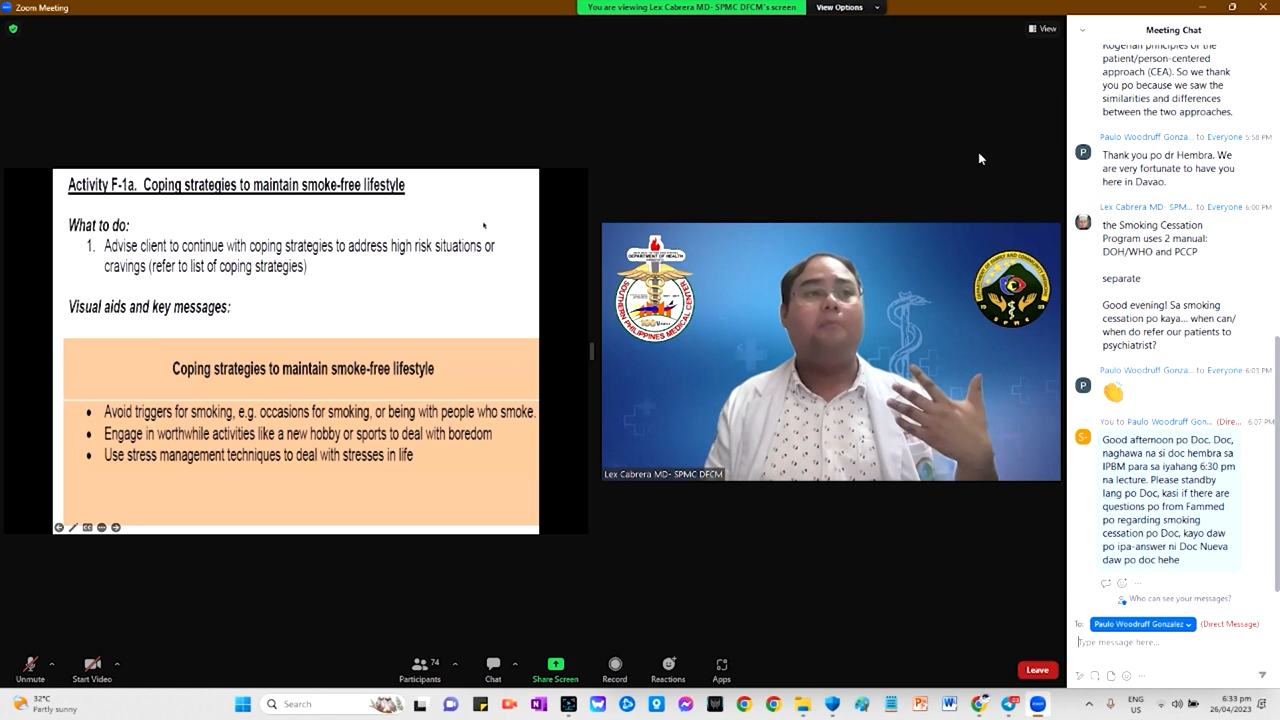 Zoom Meeting
You are viewing Lex Cabrera MD- SPMC DFCM's screen
View Options
View
Activity F-1a. Coping strategies to maintain smoke-free lifestyle
What to do:
1. Advise client to continue with coping strategies to address high risk situations or
cravings (refer to list of coping strategies)
Visual aids and key messages:
Coping strategies to maintain smoke-free lifestyle
• Avoid triggers for smoking, e.g. occasions for smoking, or being with people who smoke.
• Engage in worthwhile activities like a new hobby or sports to deal with boredom
• Use stress management techniques to deal with stresses in life
DEPARTMENT OF HEALTH
SOUTHERN PHILIPPINES MEDICAL CENTER
DEPARTMENT OF FAMILY AND COMMUNITY MEDICINE
SPMC
Lex Cabrera MD- SPMC DFCM
Meeting Chat
Rogerian principles of the
patient/person-centered
approach (CEA). So we thank
you po because we saw the
similarities and differences
between the two approaches.
Paulo Woodruff Gonza... to Everyone 5:58 PM
P
Thank you po dr Hembra. We
are very fortunate to have you
here in Davao.
Lex Cabrera MD- SPM... to Everyone 6:00 PM
the Smoking Cessation
Program uses 2 manual:
DOH/WHO and PCCP
separate
Good evening! Sa smoking
cessation po kaya... when can/
when do refer our patients to
psychiatrist?
Paulo Woodruff Gonza... to Everyone 6:03 PM
P
You to Paulo Woodruff Gon... (Dire... 6:07 PM
S-
Good afternoon po Doc. Doc,
naghawa na si doc hembra sa
IPBM para sa iyahang 6:30 pm
na lecture. Please standby
lang po Doc, kasi if there are
questions po from Fammed
po regarding smoking
cessation po Doc, kayo daw
po ipa-answer ni Doc Nueva
daw po doc hehe
Who can see your messages?
To: Paulo Woodruff Gonzalez (Direct Message)
Type message here...
Unmute
Start Video
Participants
74
Chat
Share Screen
Record
Reactions
Apps
Leave
32°C
Partly sunny
Search
ENG
US
6:33 pm
26/04/2023